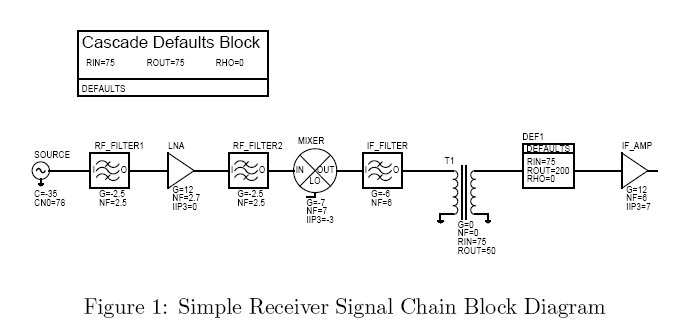 Cascade Defaults Block
RIN=75 ROUT=75 RHO=0
DEFAULTS
SOURCE
C=-35
CN0=78
RF_FILTER1
I O
G=-2.5
NF=2.5
LNA
G=12
NF=2.7
IIP3=0
RF_FILTER2
I O
G=-2.5
NF=2.5
MIXER
IN OUT
LO
G=-7
NF=7
IIP3=-3
IF_FILTER
I O
G=-6
NF=6
T1
G=0
NF=0
RIN=75
ROUT=50
DEF1
DEFAULTS
RIN=75
ROUT=200
RHO=0
IF_AMP
G=12
NF=6
IIP3=7
Figure 1: Simple Receiver Signal Chain Block Diagram